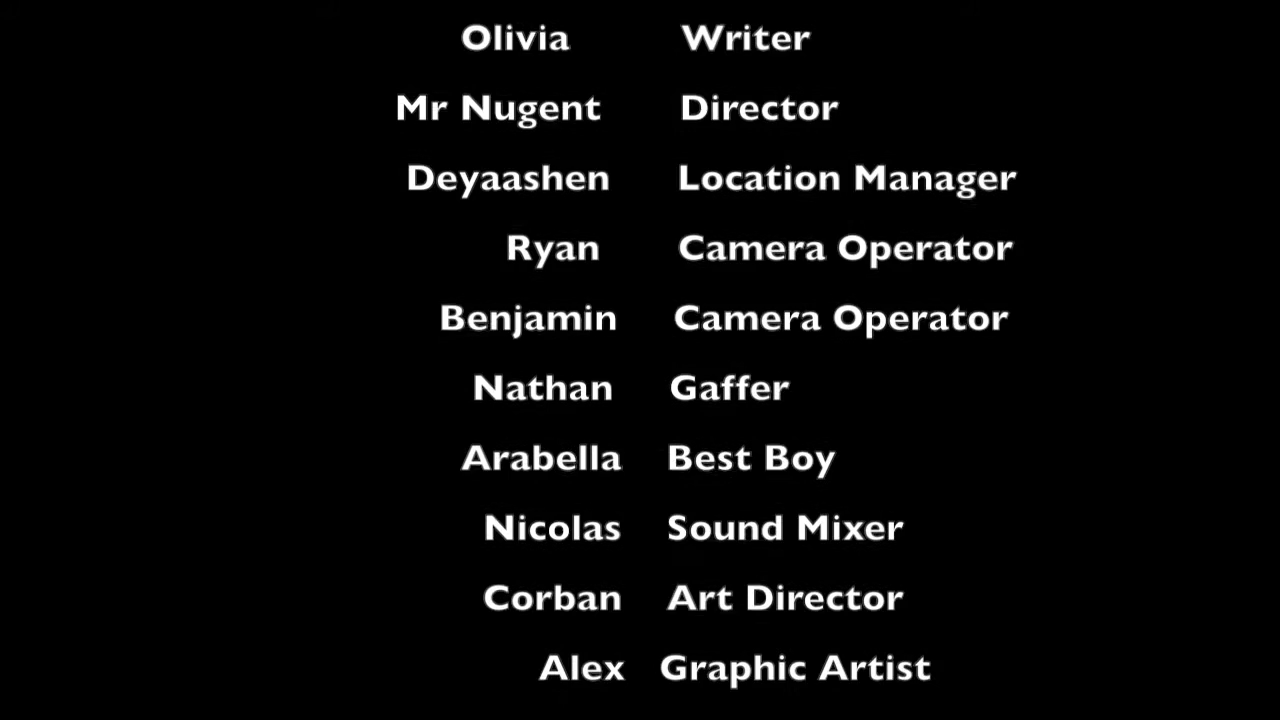 Olivia Writer
Mr Nugent Director
Deyaashen Location Manager
Ryan Camera Operator
Benjamin Camera Operator
Nathan Gaffer
Arabella Best Boy
Nicolas Sound Mixer
Corban Art Director
Alex Graphic Artist